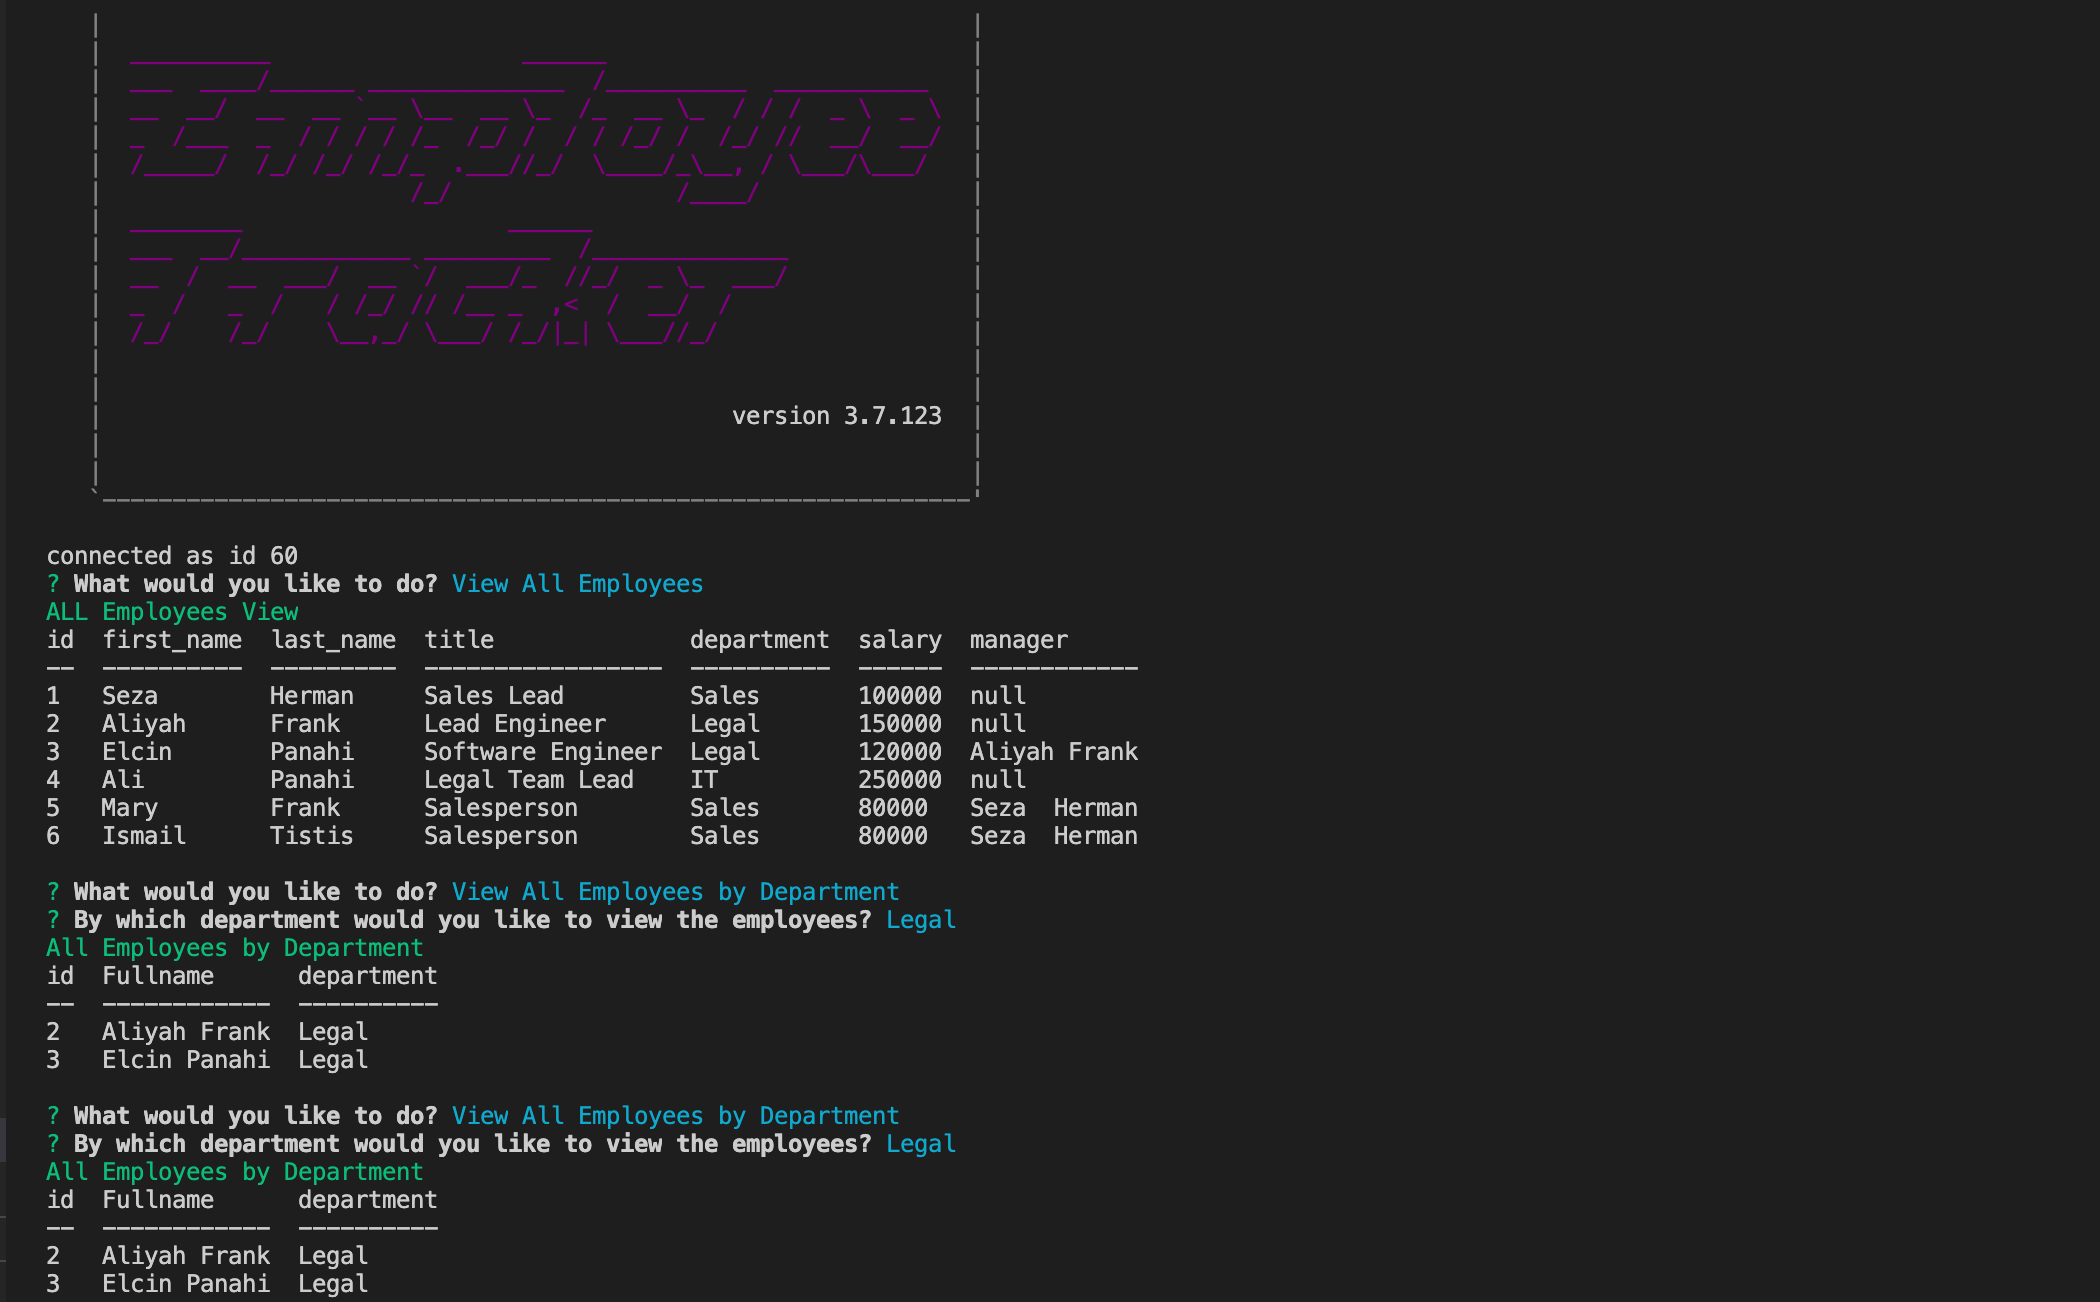 Employee
Tracker
version 3.7.123
connected as id 60
? What would you like to do? View All Employees
ALL Employees View
id  first_name  last_name  title              department  salary  manager
--  ----------  ---------  -----------------  ----------  ------  ------------
1   Seza        Herman     Sales Lead         Sales       100000  null
2   Aliyah      Frank      Lead Engineer      Legal       150000  null
3   Elcin       Panahi     Software Engineer  Legal       120000  Aliyah Frank
4   Ali         Panahi     Legal Team Lead    IT          250000  null
5   Mary        Frank      Salesperson        Sales       80000   Seza  Herman
6   Ismail      Tistis     Salesperson        Sales       80000   Seza  Herman
? What would you like to do? View All Employees by Department
? By which department would you like to view the employees? Legal
All Employees by Department
id  Fullname      department
--  ------------  ----------
2   Aliyah Frank  Legal
3   Elcin Panahi  Legal
? What would you like to do? View All Employees by Department
? By which department would you like to view the employees? Legal
All Employees by Department
id  Fullname      department
--  ------------  ----------
2   Aliyah Frank  Legal
3   Elcin Panahi  Legal